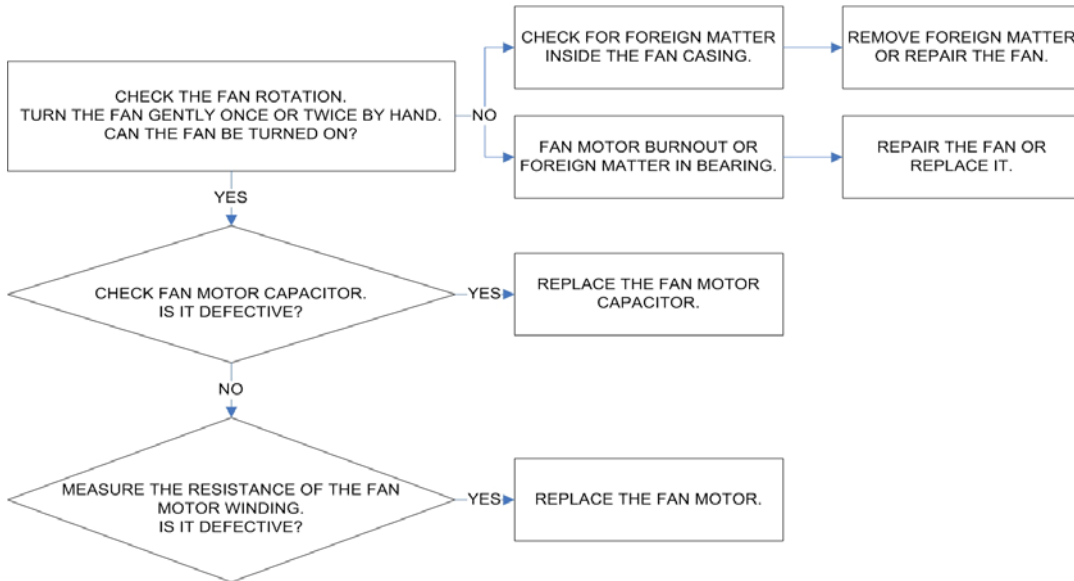 CHECK THE FAN ROTATION.
TURN THE FAN GENTLY ONCE OR TWICE BY HAND.
CAN THE FAN BE TURNED ON?
NO
CHECK FOR FOREIGN MATTER
INSIDE THE FAN CASING.
REMOVE FOREIGN MATTER
OR REPAIR THE FAN.
FAN MOTOR BURNOUT OR
FOREIGN MATTER IN BEARING.
REPAIR THE FAN OR
REPLACE IT.
YES
CHECK FAN MOTOR CAPACITOR.
IS IT DEFECTIVE?
YES
REPLACE THE FAN MOTOR
CAPACITOR.
NO
MEASURE THE RESISTANCE OF THE FAN
MOTOR WINDING.
IS IT DEFECTIVE?
YES
REPLACE THE FAN MOTOR.